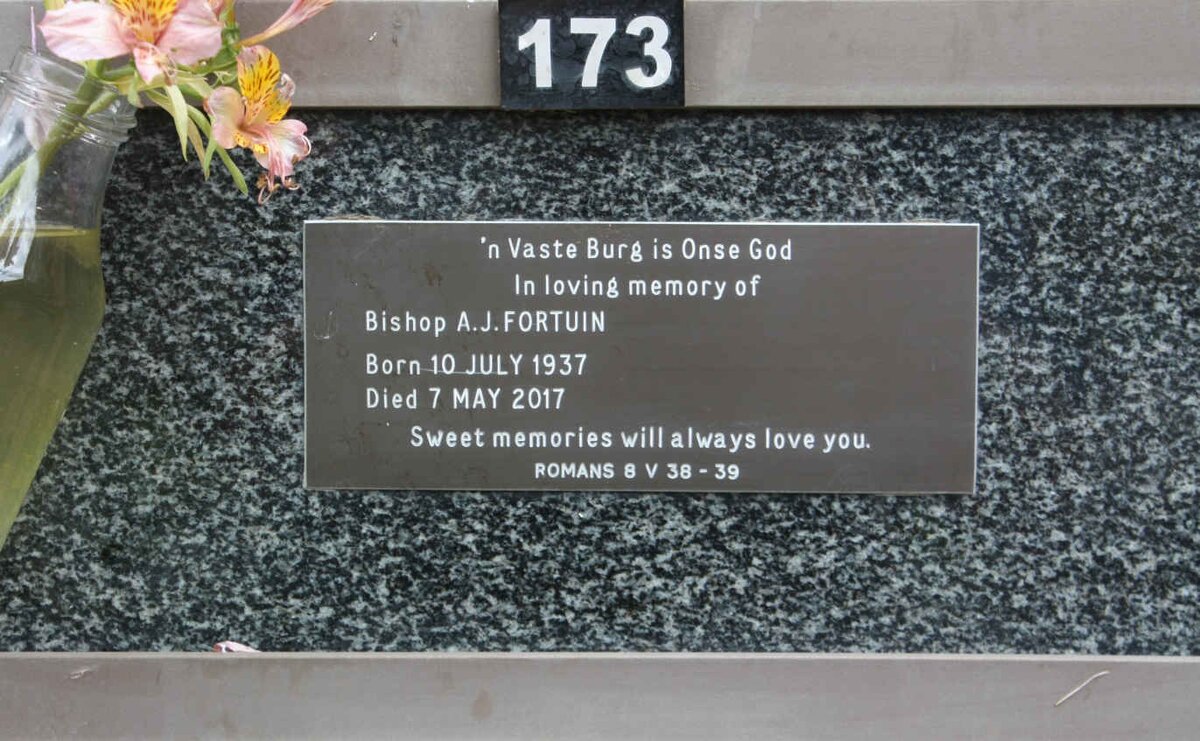 173
'n Vaste Burg is Onse God
In loving memory of
Bishop A.J.FORTUIN
Born 10 JULY 1937
Died 7 MAY 2017
Sweet memories will always love you.
ROMANS 8 V 38 - 39